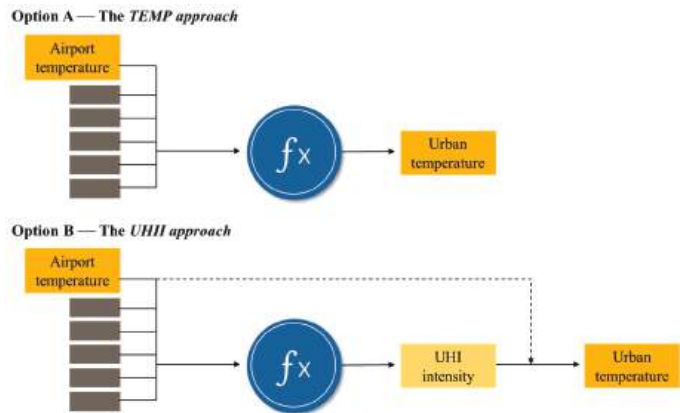 Option A — The TEMP approach
Airport
temperature
fx
Urban
temperature
Option B — The UHII approach
Airport
temperature
fx
UHI
intensity
Urban
temperature